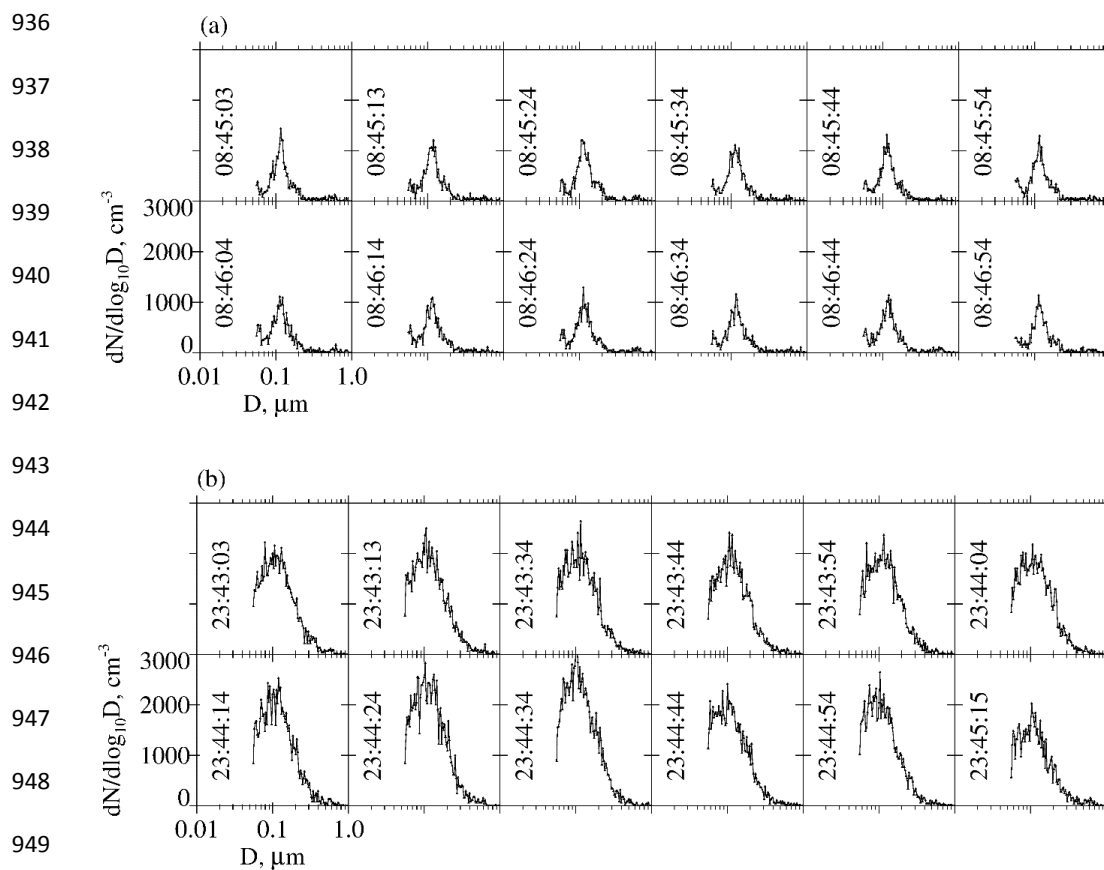 936
(a)
937
938
08:45:03 08:45:13 08:45:24 08:45:34 08:45:44 08:45:54
939
3000
2000
940
1000
941
0
dN/dlog₁₀D, cm⁻³
08:46:04 08:46:14 08:46:24 08:46:34 08:46:44 08:46:54
0.01 0.1 1.0
942
D, μm
943
(b)
944
945
23:43:03 23:43:13 23:43:34 23:43:44 23:43:54 23:44:04
946
3000
947
2000
1000
948
0
dN/dlog₁₀D, cm⁻³
23:44:14 23:44:24 23:44:34 23:44:44 23:44:54 23:45:15
0.01 0.1 1.0
949
D, μm